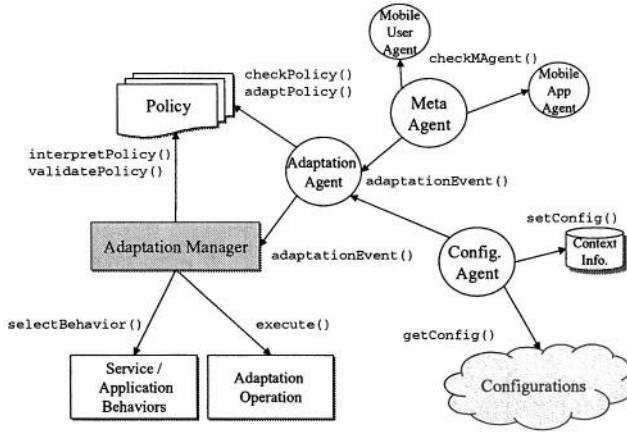 Mobile
User
Agent
checkMAgent()
Mobile
App
Agent
checkPolicy()
adaptPolicy()
Policy
Meta
Agent
interpretPolicy()
validatePolicy()
Adaptation
Agent
adaptationEvent()
setConfig()
Adaptation Manager
adaptationEvent()
Config.
Agent
Context
Info.
selectBehavior()
execute()
getConfig()
Service /
Application
Behaviors
Adaptation
Operation
Configurations